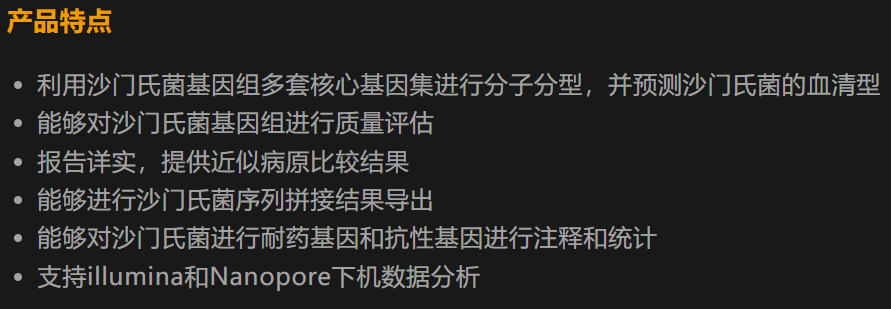 产品特点
利用沙门氏菌基因组多套核心基因集进行分子分型，并预测沙门氏菌的血清型
能够对沙门氏菌基因组进行质量评估
报告详实，提供近似病原比较结果
能够进行沙门氏菌序列拼接结果导出
能够对沙门氏菌进行耐药基因和抗性基因进行注释和统计
支持illumina和Nanopore下机数据分析